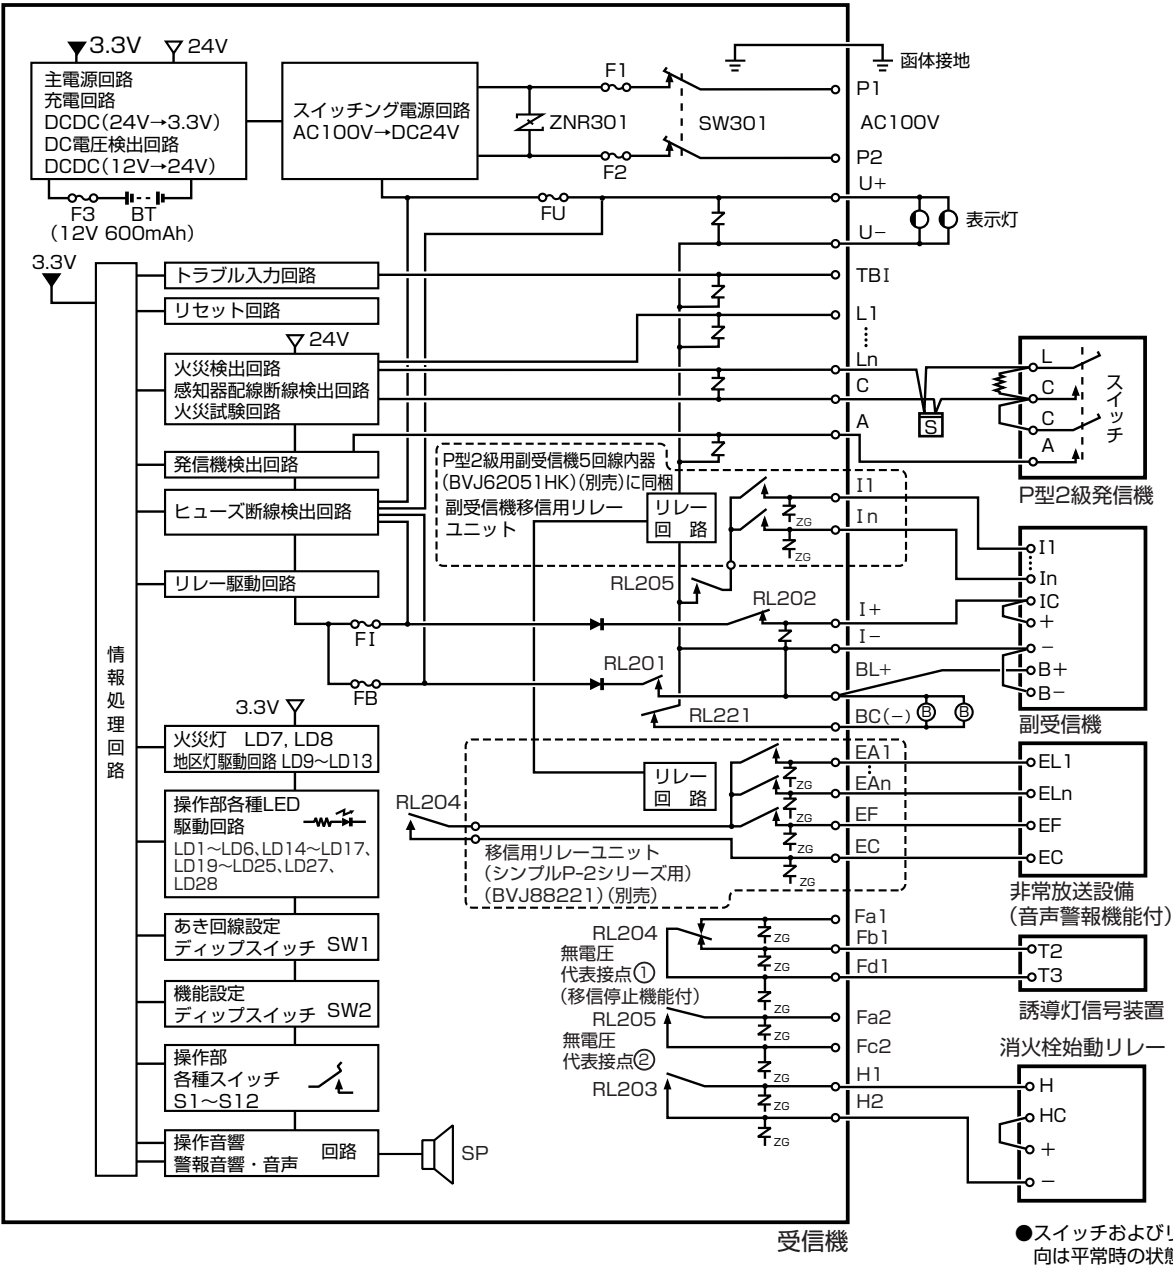 3.3V
24V
主電源回路
充電回路
DCDC(24V→3.3V)
DC電圧検出回路
DCDC(12V→24V)
F3
BT
(12V 600mAh)
スイッチング電源回路
AC100V→DC24V
F1
ZNR301
SW301
F2
FU
函体接地
P1
AC100V
P2
U+
U−
表示灯
TBI
L1
Ln
C
A
3.3V
トラブル入力回路
リセット回路
24V
火災検出回路
感知器配線断線検出回路
火災試験回路
発信機検出回路
ヒューズ断線検出回路
リレー駆動回路
情報処理回路
S
L
C
C
A
スイッチ
P型2級発信機
P型2級用副受信機5回線内器
(BVJ62051HK)(別売)に同梱
副受信機移信用リレー
ユニット
リレー
回 路
ZG
ZG
I1
In
RL205
RL202
FI
I+
I−
RL201
FB
BL+
RL221
BC(−)
B
B
I1
In
IC
+
−
B+
B−
副受信機
3.3V
火災灯 LD7, LD8
地区灯駆動回路 LD9〜LD13
操作部各種LED
駆動回路
LD1〜LD6、LD14〜LD17、
LD19〜LD25、LD27、
LD28
RL204
リレー
回 路
移信用リレーユニット
(シンプルP-2シリーズ用)
(BVJ88221)(別売)
ZG
ZG
ZG
ZG
EA1
EAn
EF
EC
EL1
ELn
EF
EC
非常放送設備
(音声警報機能付)
あき回線設定
ディップスイッチ SW1
機能設定
ディップスイッチ SW2
操作部
各種スイッチ
S1〜S12
操作音響
警報音響・音声
回路
SP
RL204
無電圧
代表接点①
(移信停止機能付)
RL205
無電圧
代表接点②
RL203
ZG
ZG
ZG
ZG
ZG
ZG
ZG
Fa1
Fb1
Fd1
Fa2
Fc2
H1
H2
T2
T3
誘導灯信号装置
消火栓始動リレー
H
HC
+
−
受信機
●スイッチおよび
向は平常時の状